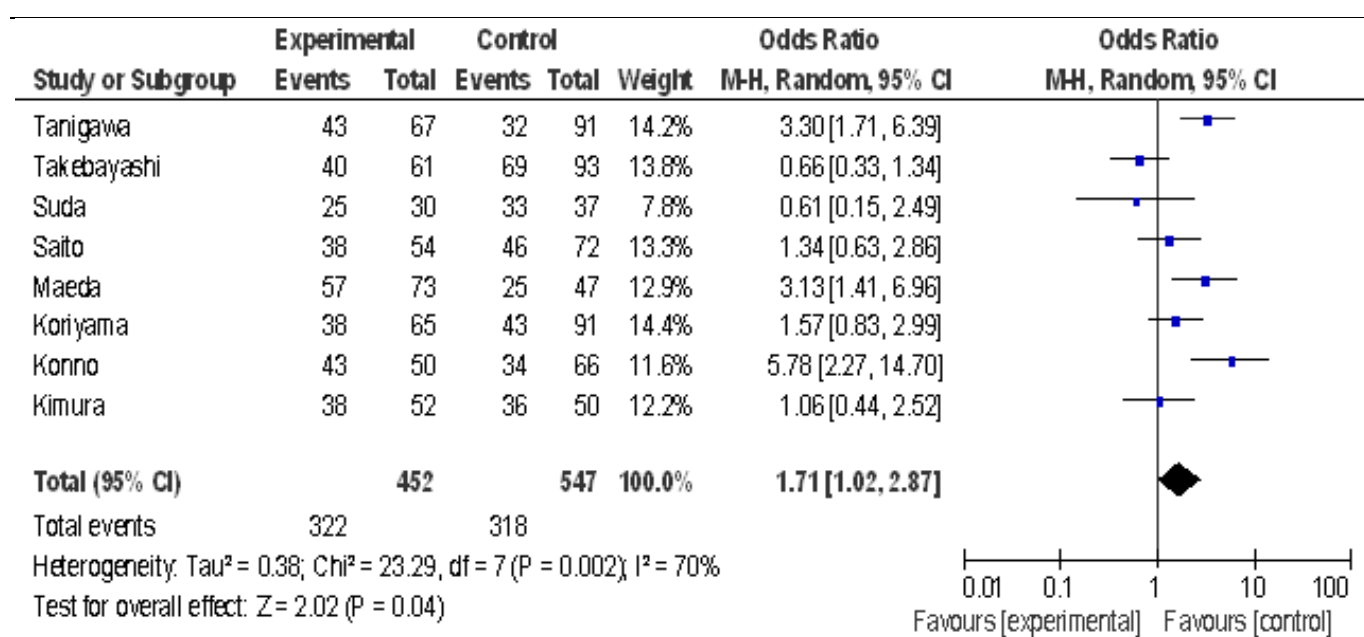 Experimental Control Odds Ratio Odds Ratio
Study or Subgroup Events Total Events Total Weight M-H, Random, 95% CI M-H, Random, 95% CI
Tanigawa 43 67 32 91 14.2% 3.30 [1.71, 6.39]
Takebayashi 40 61 69 93 13.8% 0.66 [0.33, 1.34]
Suda 25 30 33 37 7.8% 0.61 [0.15, 2.49]
Saito 38 54 46 72 13.3% 1.34 [0.63, 2.86]
Maeda 57 73 25 47 12.9% 3.13 [1.41, 6.96]
Koriyama 38 65 43 91 14.4% 1.57 [0.83, 2.99]
Konno 43 50 34 66 11.6% 5.78 [2.27, 14.70]
Kimura 38 52 36 50 12.2% 1.06 [0.44, 2.52]
Total (95% CI) 452 547 100.0% 1.71 [1.02, 2.87]
Total events 322 318
Heterogeneity: Tau² = 0.38; Chi² = 23.29, df = 7 (P = 0.002); I² = 70%
Test for overall effect: Z = 2.02 (P = 0.04)
0.01 0.1 1 10 100
Favours [experimental] Favours [control]